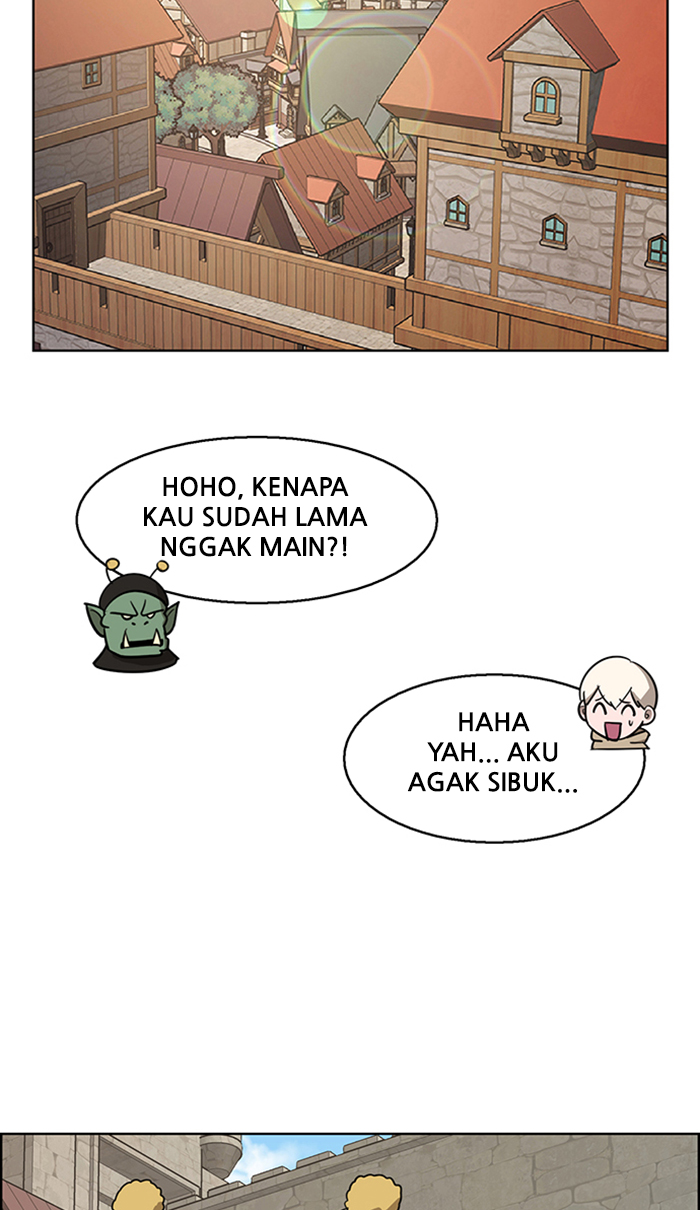 HOHO, KENAPA
KAU SUDAH LAMA
NGGAK MAIN?!
HAHA
YAH... AKU
AGAK SIBUK...